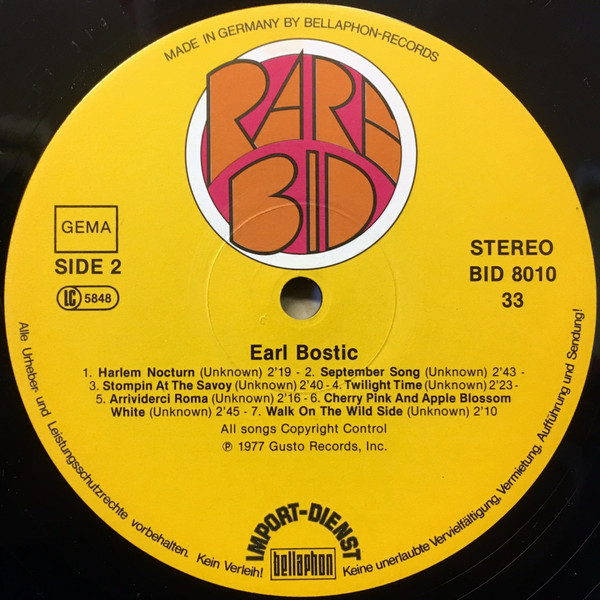 MADE IN GERMANY BY BELLAPHON-RECORDS
RARE
BID
GEMA
SIDE 2
LC 5848
STEREO
BID 8010
33
Earl Bostic
1. Harlem Nocturn (Unknown) 2'19 - 2. September Song (Unknown) 2'43 -
3. Stompin At The Savoy (Unknown) 2'40 - 4. Twilight Time (Unknown) 2'23 -
5. Arrividerci Roma (Unknown) 2'16 - 6. Cherry Pink And Apple Blossom
White (Unknown) 2'45 - 7. Walk On The Wild Side (Unknown) 2'10
All songs Copyright Control
℗ 1977 Gusto Records, Inc.
IMPORT-DIENST
bellaphon
Alle Urheber- und Leistungsschutzrechte vorbehalten. Kein Verleih! Keine unerlaubte Vervielfältigung, Vermietung, Aufführung und Sendung!